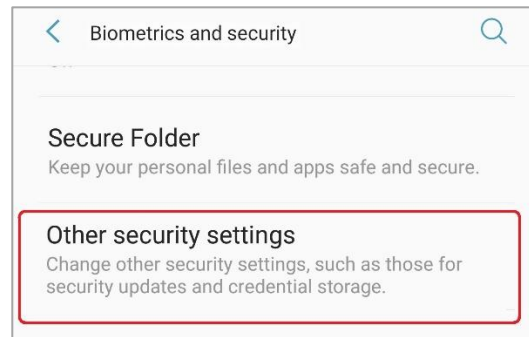 Biometrics and security
Secure Folder
Keep your personal files and apps safe and secure.
Other security settings
Change other security settings, such as those for
security updates and credential storage.